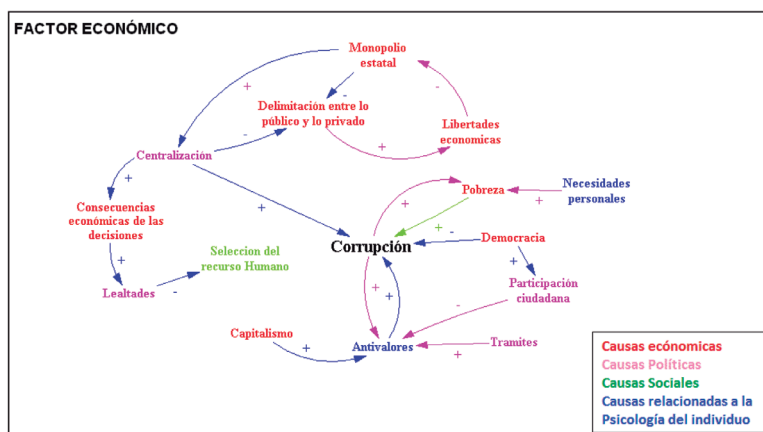 FACTOR ECONÓMICO
Monopolio
estatal
+
-
-
Delimitación entre lo
público y lo privado
Libertades
economicas
-
+
Centralización
+
Necesidades
personales
Pobreza
+
+
Consecuencias
económicas de las
decisiones
+
+
Seleccion del
recurso Humano
Corrupción
-
Democracia
+
+
Participación
ciudadana
Lealtades
-
+
+
-
Capitalismo
+
Antivalores
Tramites
+
Causas ecónomicas
Causas Políticas
Causas Sociales
Causas relacionadas a la
Psicología del individuo